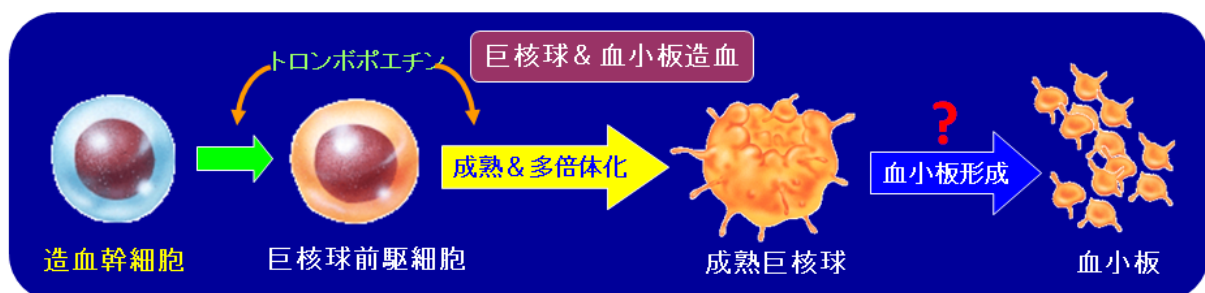 トロンボポエチン
巨核球＆血小板造血
成熟＆多倍体化
?
血小板形成
造血幹細胞
巨核球前駆細胞
成熟巨核球
血小板